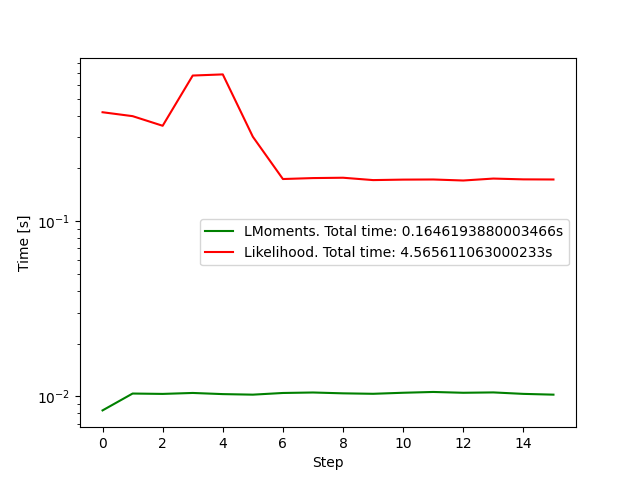 Time [s]
10⁻¹
10⁻²
LMoments. Total time: 0.1646193880003466s
Likelihood. Total time: 4.565611063000233s
0 2 4 6 8 10 12 14
Step